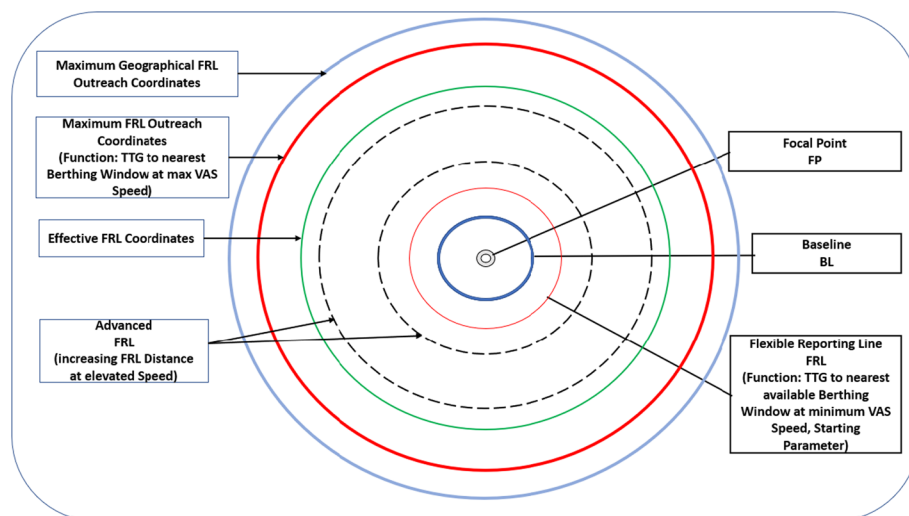 Maximum Geographical FRL
Outreach Coordinates
Maximum FRL Outreach
Coordinates
(Function: TTG to nearest
Berthing Window at max VAS
Speed)
Effective FRL Coordinates
Advanced
FRL
(increasing FRL Distance
at elevated Speed)
Focal Point
FP
Baseline
BL
Flexible Reporting Line
FRL
(Function: TTG to nearest
available Berthing
Window at minimum VAS
Speed, Starting
Parameter)